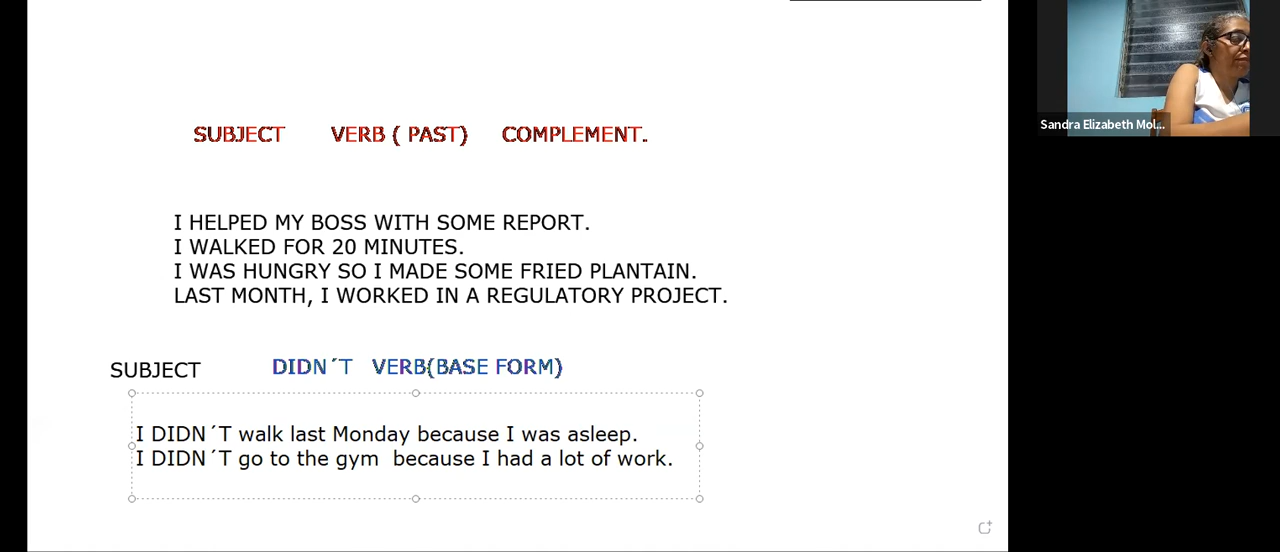 SUBJECT VERB ( PAST) COMPLEMENT.
I HELPED MY BOSS WITH SOME REPORT.
I WALKED FOR 20 MINUTES.
I WAS HUNGRY SO I MADE SOME FRIED PLANTAIN.
LAST MONTH, I WORKED IN A REGULATORY PROJECT.
SUBJECT DIDN´T VERB(BASE FORM)
I DIDN´T walk last Monday because I was asleep.
I DIDN´T go to the gym  because I had a lot of work.
Sandra Elizabeth Mol...